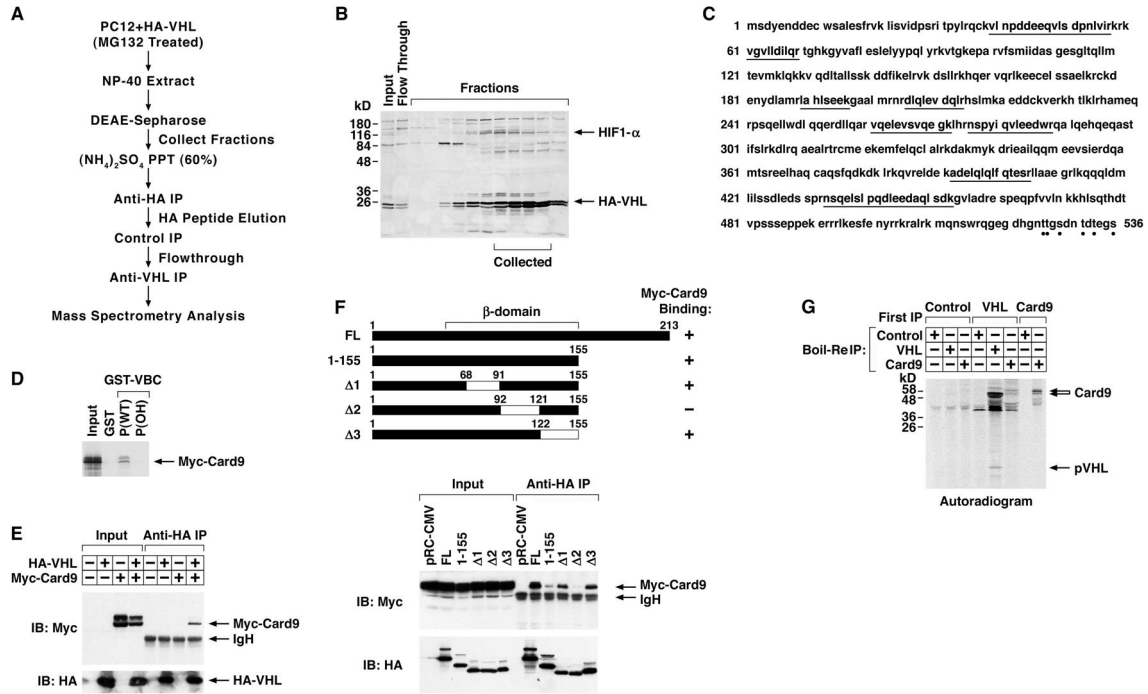 A
PC12+HA-VHL
(MG132 Treated)
NP-40 Extract
DEAE-Sepharose
Collect Fractions
(NH4)2SO4 PPT (60%)
Anti-HA IP
HA Peptide Elution
Control IP
Flowthrough
Anti-VHL IP
Mass Spectrometry Analysis
B
Input
Flow Through
Fractions
kD
180
116
84
48
36
26
HIF1-α
HA-VHL
Collected
C
1 msdyenddec wsalesfrvk lisvidpsri tpylrqckvl npddeeqvls dpnlvirkrk
61 vgvlldilqr tghkgyvafl eslelyypql yrkvtgkepa rvfsmiidas gesgltqllm
121 tevmklqkkv qdltallssk ddfikelrvk dsllrkhqer vqrlkeecel ssaelkrckd
181 enydlamrla hlseekgaal mrnrdlqlev dqlrhslmka eddckverkh tlklrhameq
241 rpsqellwdl qqerdllqar vqelevsvqe gklhrnspyi qvleedwrqa lqehqeqast
301 ifslrkdlrq aealrtrcme ekemfelqcl alrkdakmyk drieailqqm eevsierdqa
361 mtsreelhaq caqsfqdkdk lrkqvrelde kadelqlqlf qtesrllaae grlkqqqldm
421 lilssdleds sprnsqelsl pqdleedaql sdkgvladre speqpfvvln kkhlsqthdt
481 vpssseppek errrlkesfe nyrrkralrk mqnswrqgeg dhgnttgsdn tdtegs 536
D
GST-VBC
Input
GST
P(WT)
P(OH)
Myc-Card9
E
Input
Anti-HA IP
HA-VHL
– + – + – + – +
Myc-Card9
– – + + – – + +
IB: Myc
Myc-Card9
IgH
IB: HA
HA-VHL
F
β-domain
Myc-Card9
Binding:
1 213
FL +
1 155
1-155 +
1 68 91 155
Δ1 +
1 92 121 155
Δ2 –
1 122 155
Δ3 +
Input
Anti-HA IP
pRC-CMV
FL
1-155
Δ1
Δ2
Δ3
pRC-CMV
FL
1-155
Δ1
Δ2
Δ3
IB: Myc
Myc-Card9
IgH
IB: HA
G
First IP
Control
VHL
Card9
Boil-ReIP:
Control
+ – – + – – + –
VHL
– + – – + – – –
Card9
– – + – – + – +
kD
58
48
36
26
Card9
pVHL
Autoradiogram